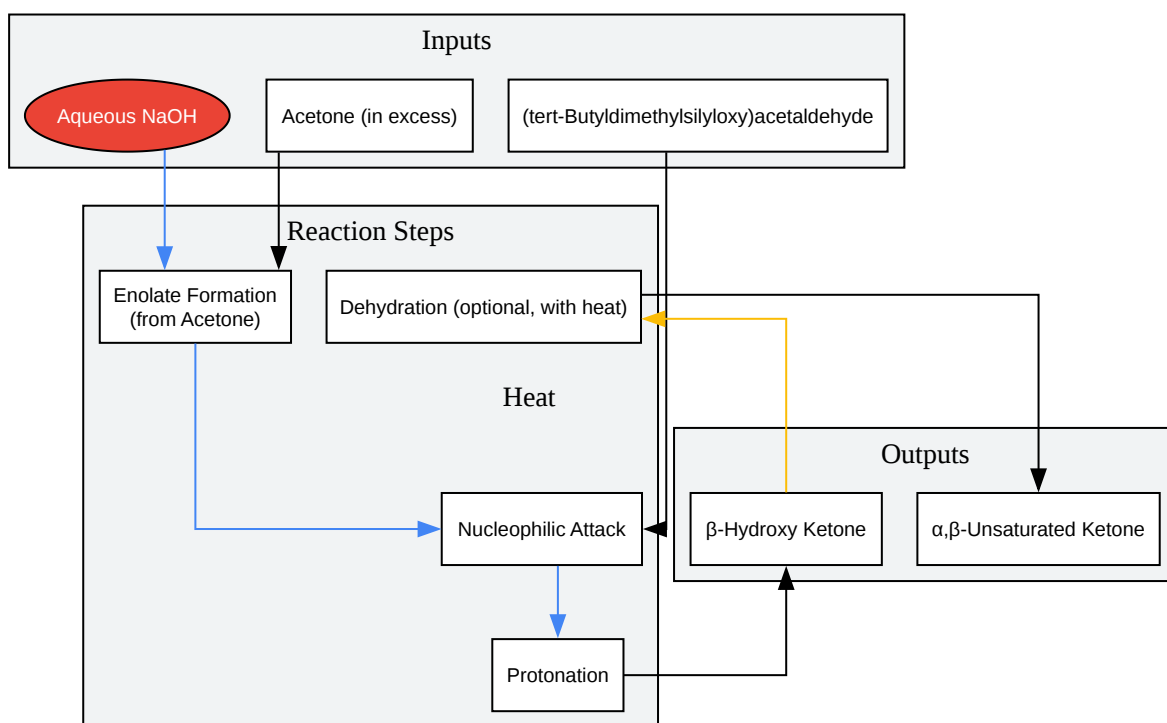 Inputs
Aqueous NaOH
Acetone (in excess)
(tert-Butyldimethylsilyloxy)acetaldehyde
Reaction Steps
Enolate Formation
(from Acetone)
Dehydration (optional, with heat)
Heat
Outputs
Nucleophilic Attack
β-Hydroxy Ketone
α,β-Unsaturated Ketone
Protonation